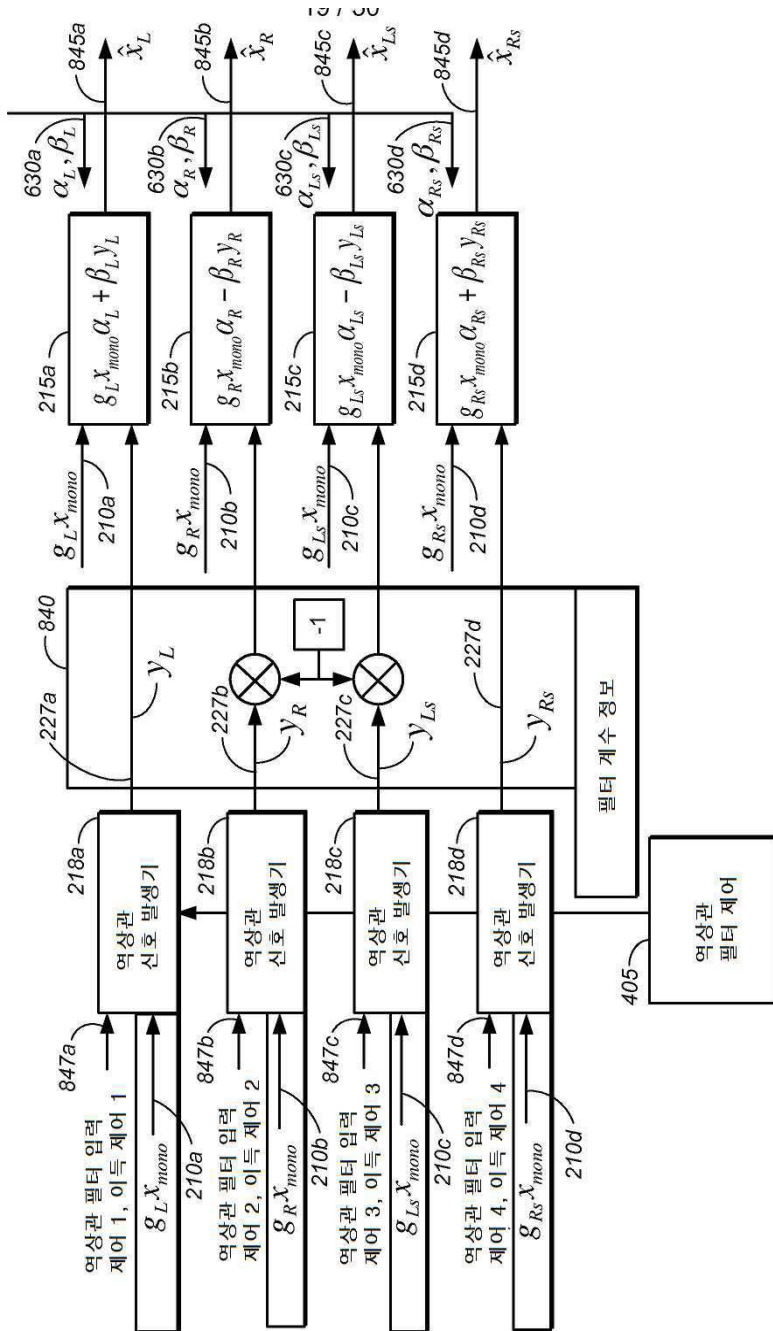 19 / 30
역상관 필터 입력
제어 1, 이득 제어 1
847a
g_L x_mono
210a
역상관
신호 발생기
218a
227a
y_L
840
g_L x_mono
210a
215a
g_L x_mono α_L + β_L y_L
630a
α_L, β_L
845a
x̂_L
역상관 필터 입력
제어 2, 이득 제어 2
847b
g_R x_mono
210b
역상관
신호 발생기
218b
227b
y_R
-1
g_R x_mono
210b
215b
g_R x_mono α_R − β_R y_R
630b
α_R, β_R
845b
x̂_R
역상관 필터 입력
제어 3, 이득 제어 3
847c
g_Ls x_mono
210c
역상관
신호 발생기
218c
227c
y_Ls
g_Ls x_mono
210c
215c
g_Ls x_mono α_Ls − β_Ls y_Ls
630c
α_Ls, β_Ls
845c
x̂_Ls
역상관 필터 입력
제어 4, 이득 제어 4
847d
g_Rs x_mono
210d
역상관
신호 발생기
218d
227d
y_Rs
g_Rs x_mono
210d
215d
g_Rs x_mono α_Rs + β_Rs y_Rs
630d
α_Rs, β_Rs
845d
x̂_Rs
필터 계수 정보
405
역상관
필터 제어